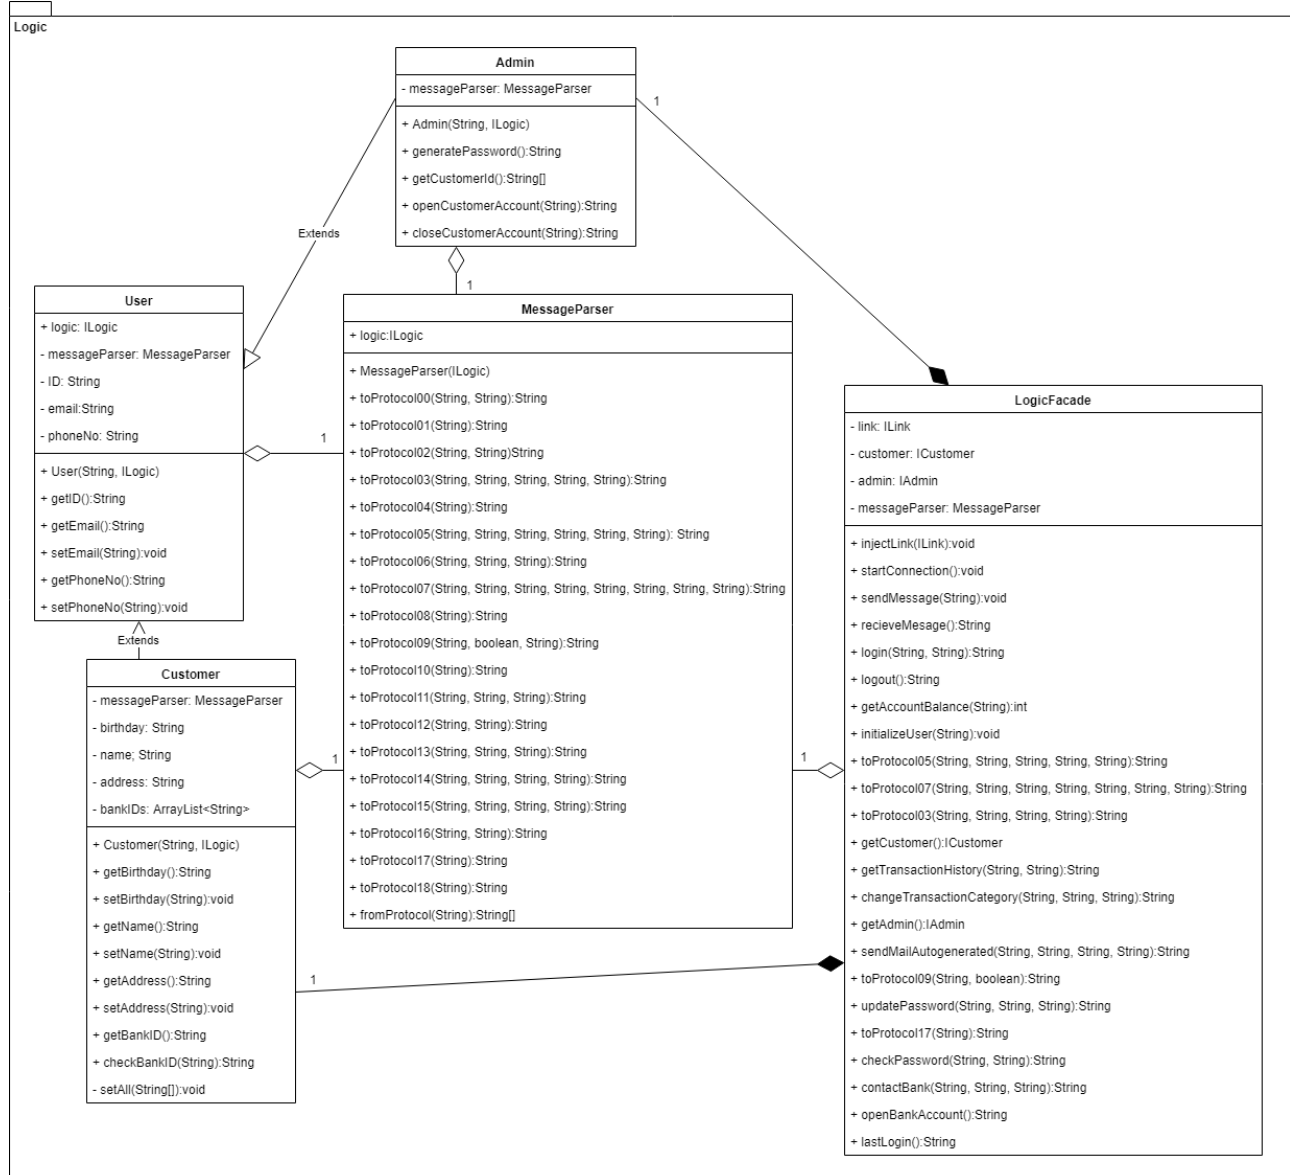 Logic
Admin
- messageParser: MessageParser
+ Admin(String, ILogic)
+ generatePassword():String
+ getCustomerId():String[]
+ openCustomerAccount(String):String
+ closeCustomerAccount(String):String
1
Extends
1
User
+ logic: ILogic
- messageParser: MessageParser
- ID: String
- email:String
- phoneNo: String
+ User(String, ILogic)
+ getID():String
+ getEmail():String
+ setEmail(String):void
+ getPhoneNo():String
+ setPhoneNo(String):void
1
Extends
MessageParser
+ logic:ILogic
+ MessageParser(ILogic)
+ toProtocol00(String, String):String
+ toProtocol01(String):String
+ toProtocol02(String, String)String
+ toProtocol03(String, String, String, String, String):String
+ toProtocol04(String):String
+ toProtocol05(String, String, String, String, String, String): String
+ toProtocol06(String, String, String):String
+ toProtocol07(String, String, String, String, String, String, String, String):String
+ toProtocol08(String):String
+ toProtocol09(String, boolean, String):String
+ toProtocol10(String):String
+ toProtocol11(String, String, String):String
+ toProtocol12(String, String):String
+ toProtocol13(String, String, String):String
+ toProtocol14(String, String, String, String):String
+ toProtocol15(String, String, String, String):String
+ toProtocol16(String, String):String
+ toProtocol17(String):String
+ toProtocol18(String):String
+ fromProtocol(String):String[]
Customer
- messageParser: MessageParser
- birthday: String
- name; String
- address: String
- bankIDs: ArrayList<String>
+ Customer(String, ILogic)
+ getBirthday():String
+ setBirthday(String):void
+ getName():String
+ setName(String):void
+ getAddress():String
+ setAddress(String):void
+ getBankID():String
+ checkBankID(String):String
- setAll(String[]):void
1
1
1
LogicFacade
- link: ILink
- customer: ICustomer
- admin: IAdmin
- messageParser: MessageParser
+ injectLink(ILink):void
+ startConnection():void
+ sendMessage(String):void
+ recieveMesage():String
+ login(String, String):String
+ logout():String
+ getAccountBalance(String):int
+ initializeUser(String):void
+ toProtocol05(String, String, String, String, String):String
+ toProtocol07(String, String, String, String, String, String, String):String
+ toProtocol03(String, String, String, String):String
+ getCustomer():ICustomer
+ getTransactionHistory(String, String):String
+ changeTransactionCategory(String, String, String):String
+ getAdmin():IAdmin
+ sendMailAutogenerated(String, String, String, String):String
+ toProtocol09(String, boolean):String
+ updatePassword(String, String, String):String
+ toProtocol17(String):String
+ checkPassword(String, String):String
+ contactBank(String, String, String):String
+ openBankAccount():String
+ lastLogin():String